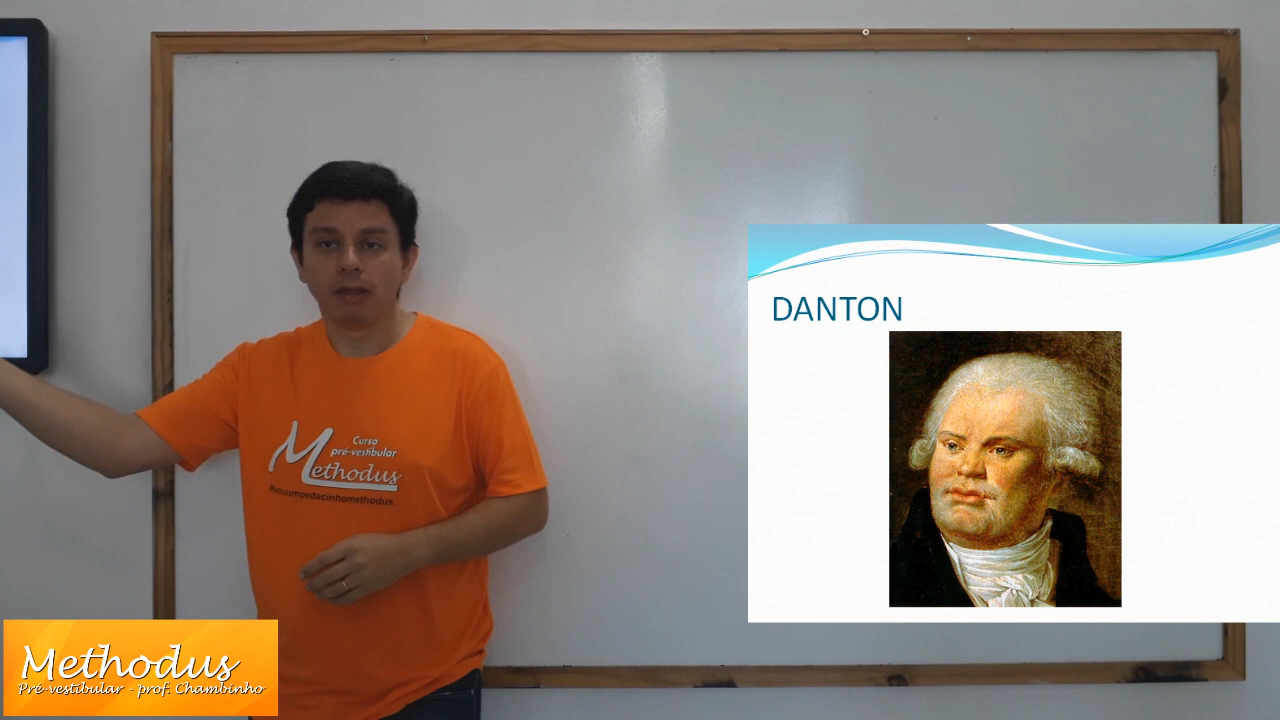 DANTON
Curso
pré-vestibular
Methodus
#souumpedacinhomethodus
Methodus
Pré-vestibular - prof. Chambinho